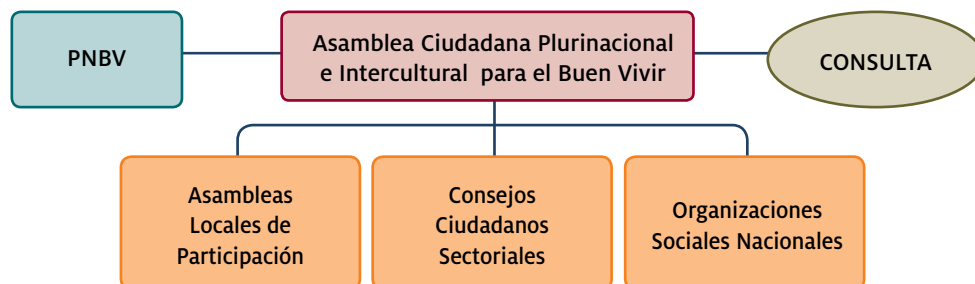 PNBV
Asamblea Ciudadana Plurinacional
e Intercultural para el Buen Vivir
CONSULTA
Asambleas
Locales de
Participación
Consejos
Ciudadanos
Sectoriales
Organizaciones
Sociales Nacionales